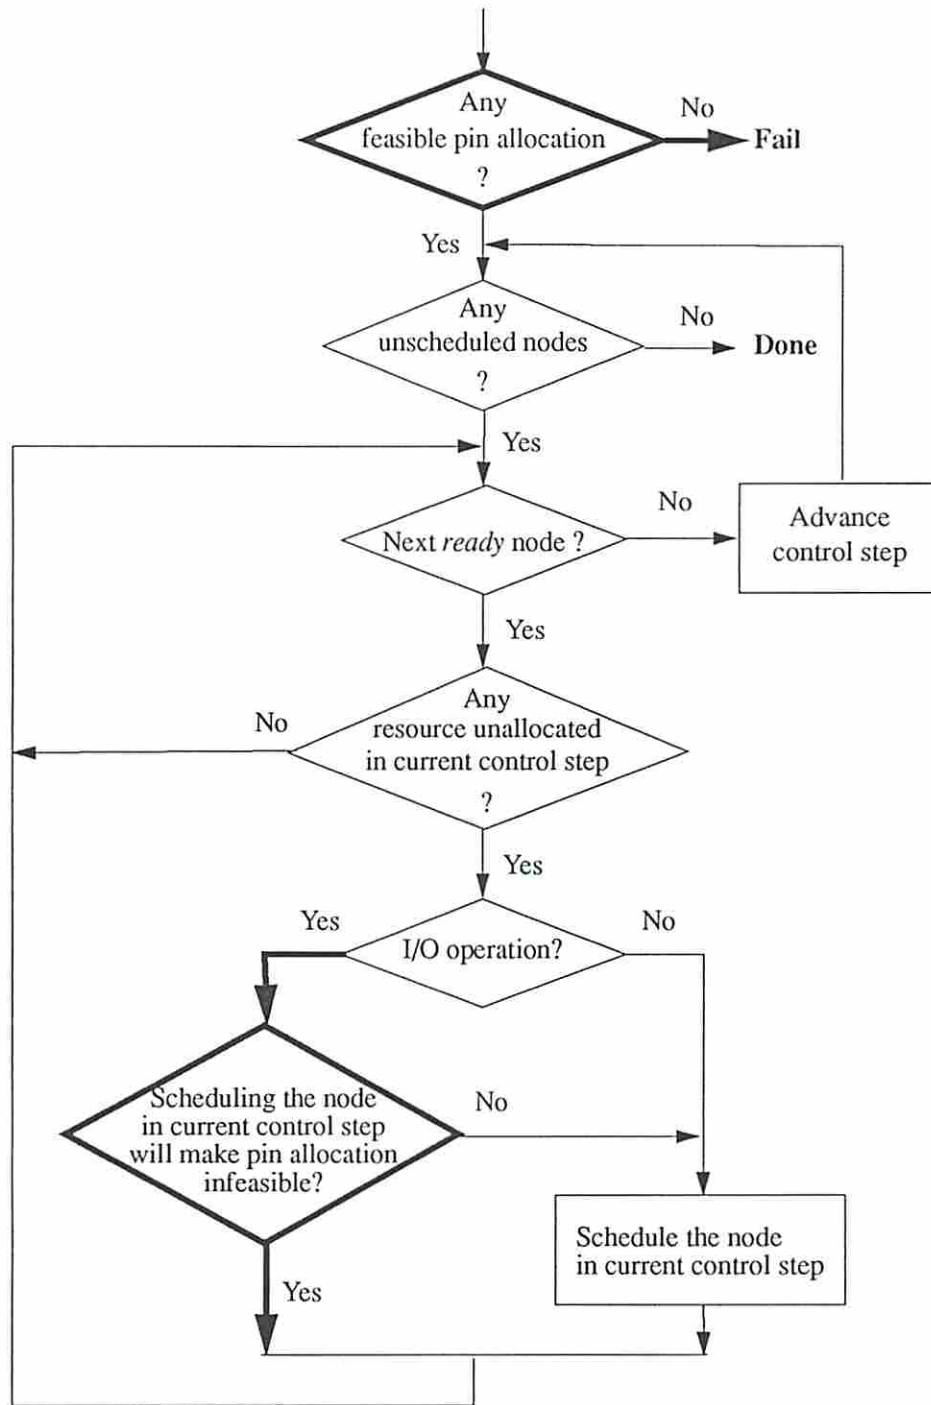 Any
feasible pin allocation
?
No
Fail
Yes
Any
unscheduled nodes
?
No
Done
Yes
Next ready node ?
No
Advance
control step
Yes
Any
resource unallocated
in current control step
?
No
Yes
I/O operation?
Yes
No
Scheduling the node
in current control step
will make pin allocation
infeasible?
No
Schedule the node
in current control step
Yes